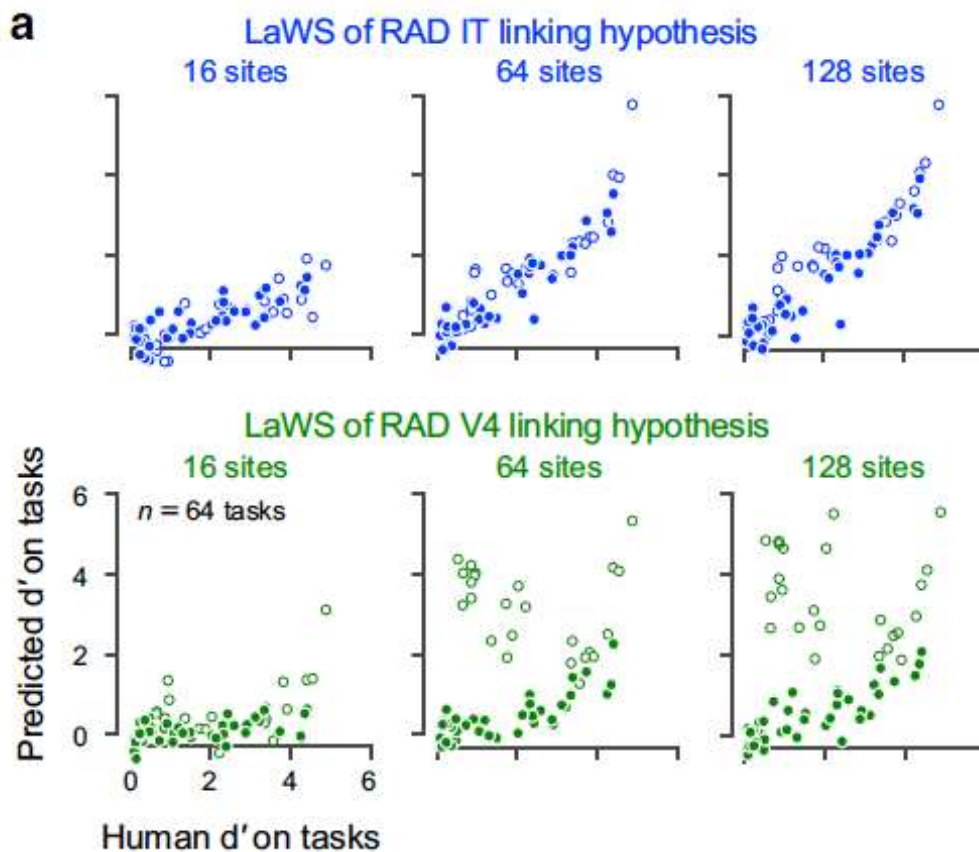 a
LaWS of RAD IT linking hypothesis
16 sites 64 sites 128 sites
LaWS of RAD V4 linking hypothesis
16 sites 64 sites 128 sites
Predicted d′ on tasks
6
n = 64 tasks
4
2
0
0 2 4 6
Human d′ on tasks